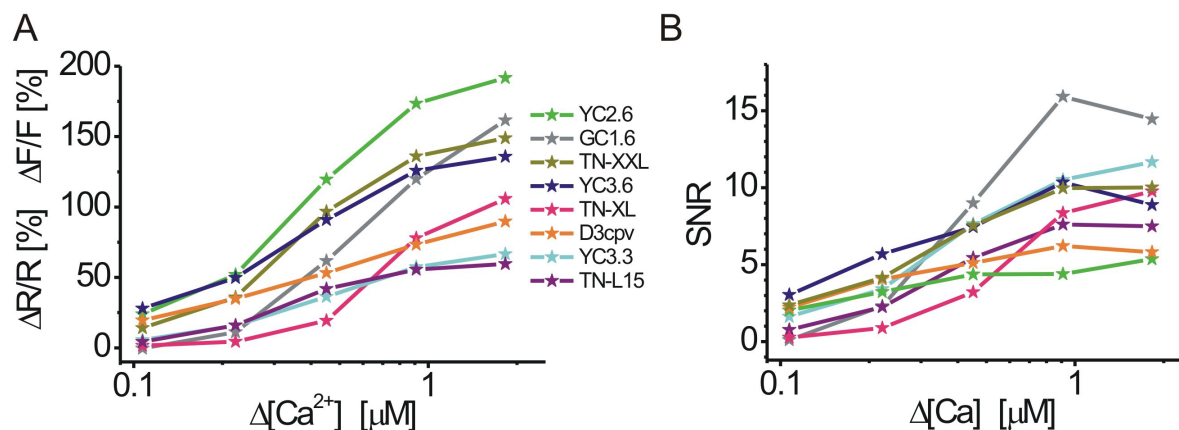 A
B
ΔR/R [%] ΔF/F [%]
200
150
100
50
0
0.1
1
Δ[Ca²⁺] [µM]
YC2.6
GC1.6
TN-XXL
YC3.6
TN-XL
D3cpv
YC3.3
TN-L15
SNR
15
10
5
0
0.1
1
Δ[Ca] [µM]